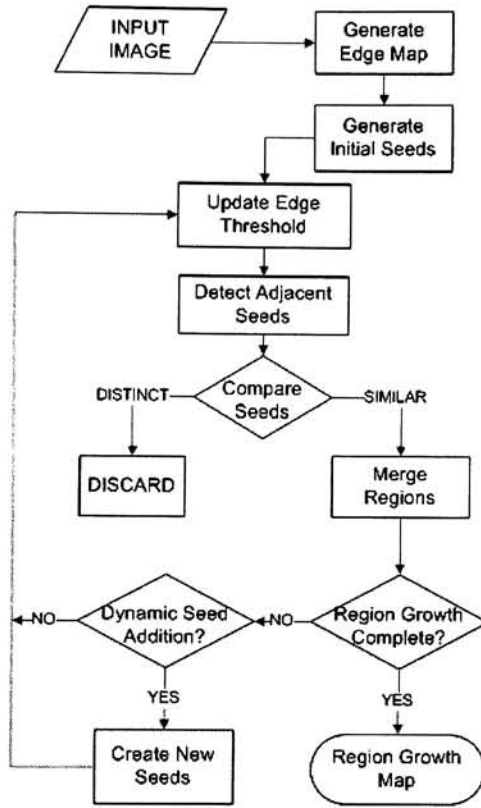 INPUT
IMAGE
Generate
Edge Map
Generate
Initial Seeds
Update Edge
Threshold
Detect Adjacent
Seeds
Compare
Seeds
DISTINCT
SIMILAR
DISCARD
Merge
Regions
Region Growth
Complete?
NO
Dynamic Seed
Addition?
NO
YES
YES
Create New
Seeds
Region Growth
Map